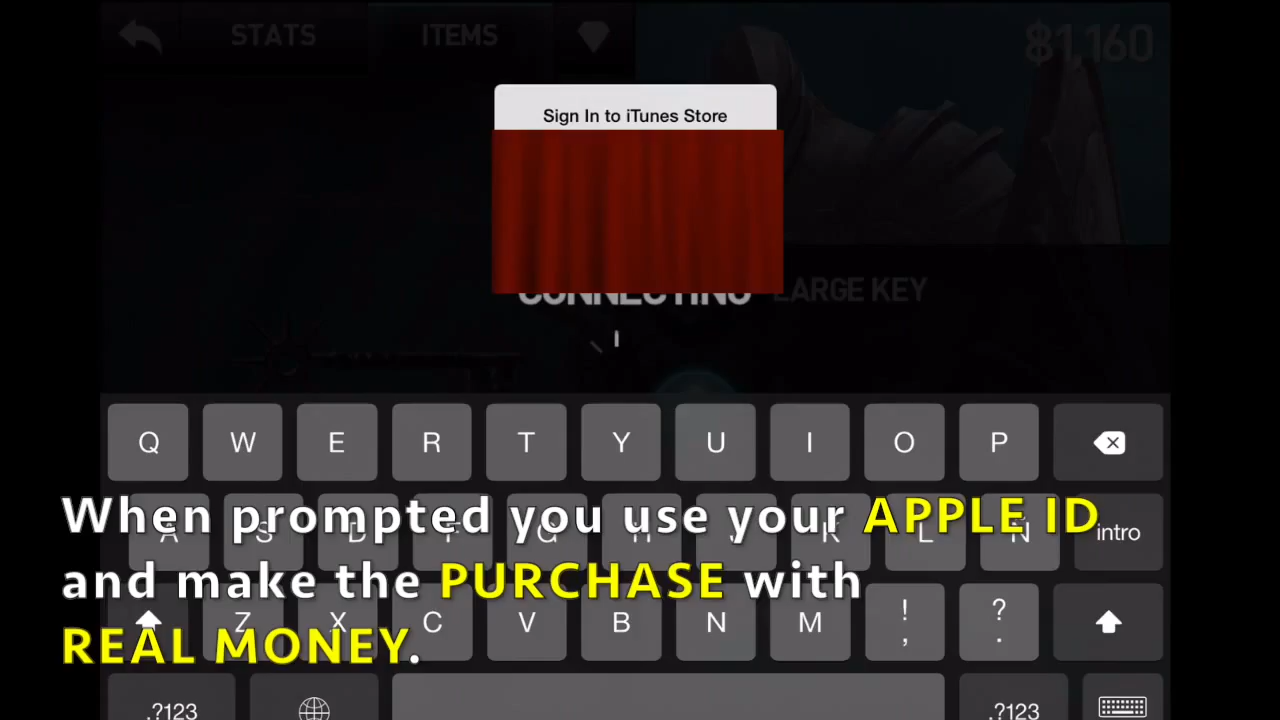 STATS ITEMS $1,160
Sign In to iTunes Store
CONNECTING LARGE KEY
Q W E R T Y U I O P
When prompted you use your APPLE ID
A S D F G H J K L Ñ intro
and make the PURCHASE with
Z X C V B N M ! , ? .
REAL MONEY.
.?123 .?123